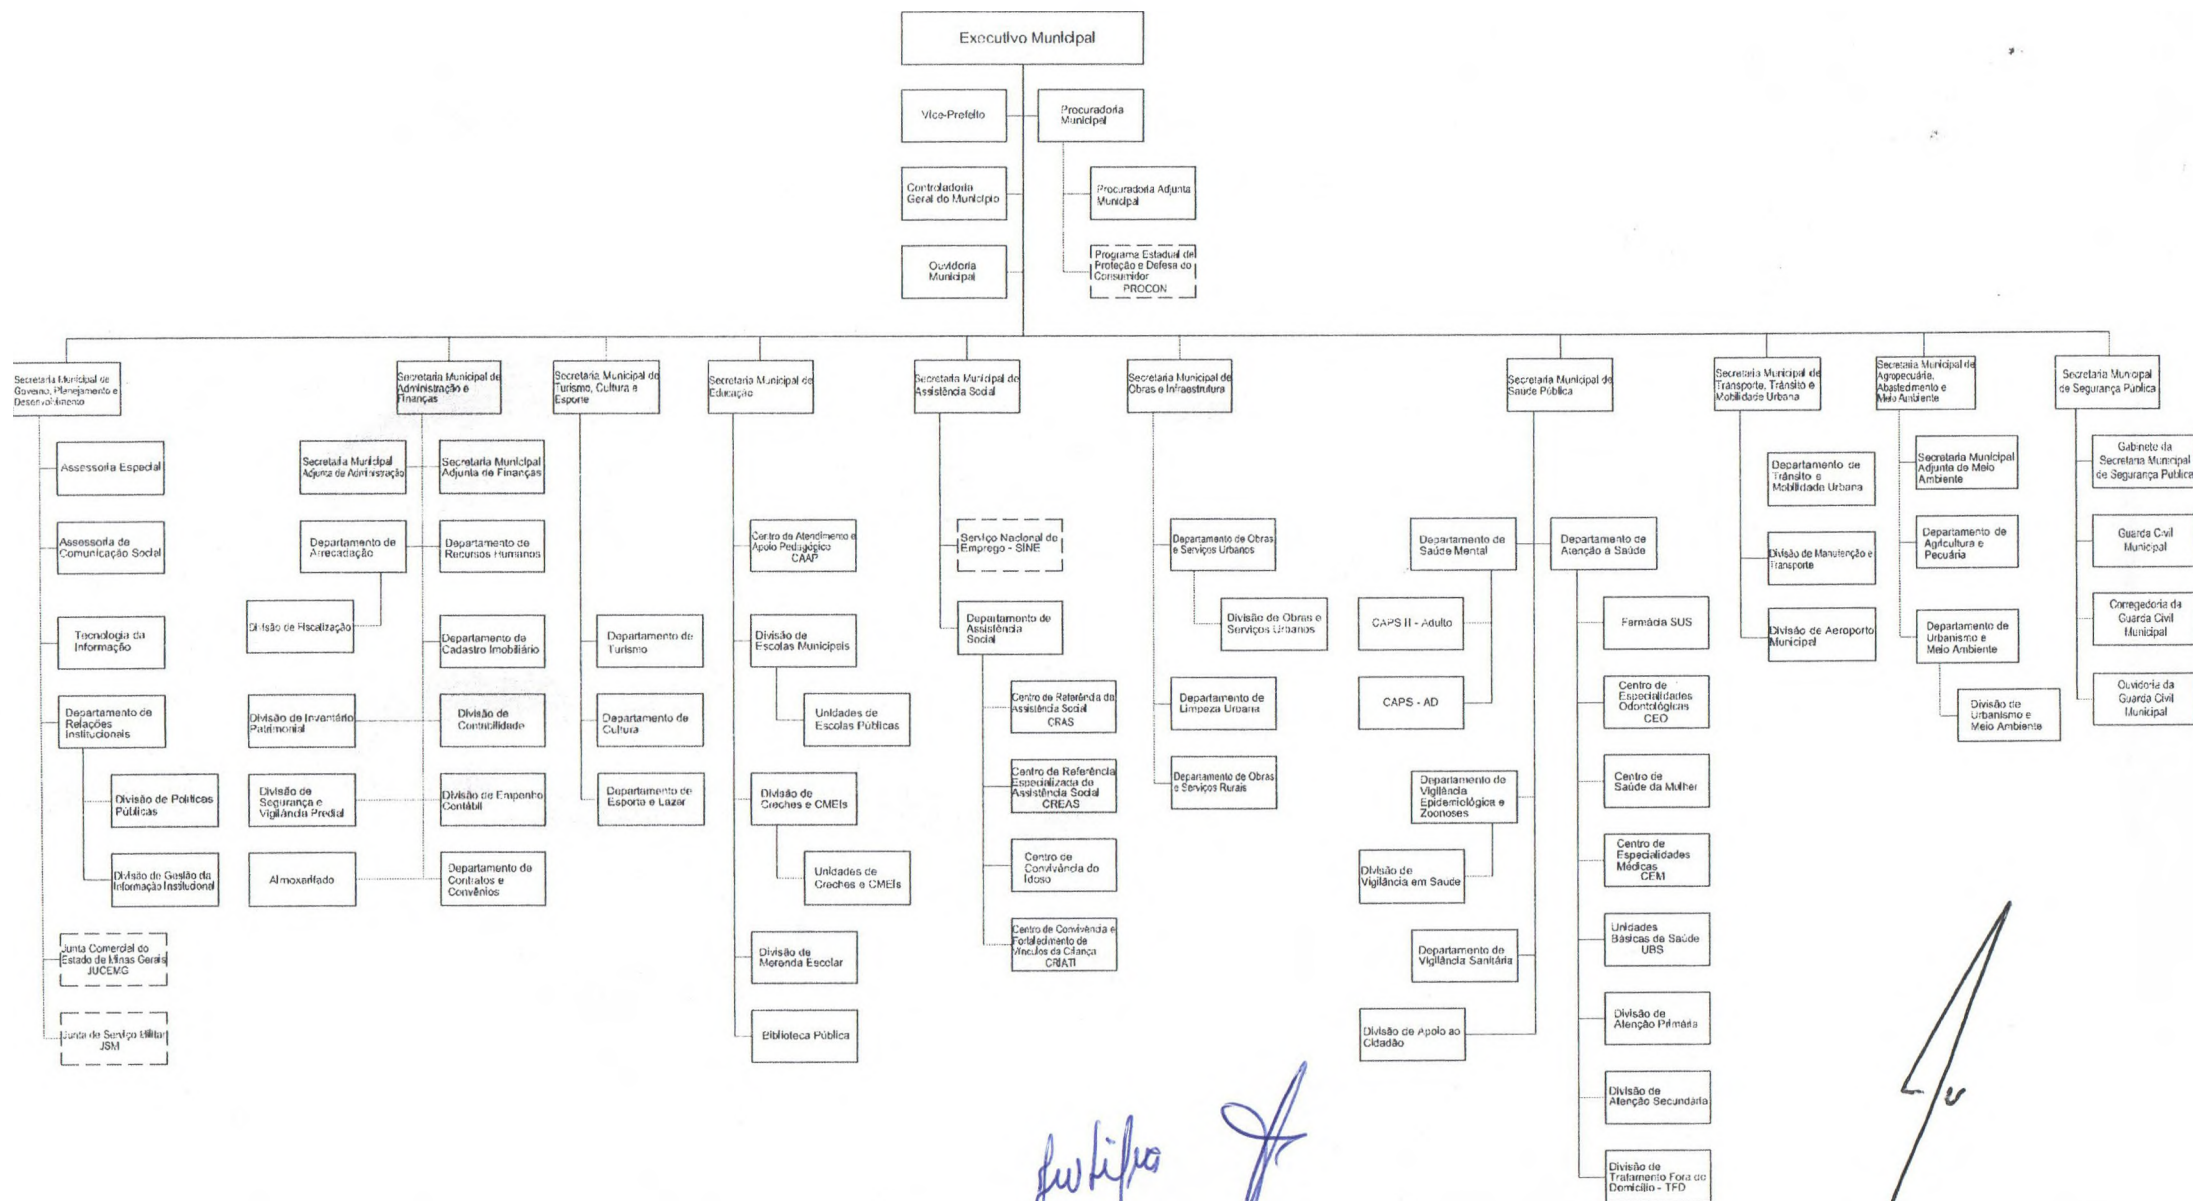 Executivo Municipal
Vice-Prefeito
Procuradoria
Municipal
Controladoria
Geral do Município
Procuradoria Adjunta
Municipal
Ouvidoria
Municipal
Programa Estadual de
Proteção e Defesa do
Consumidor
PROCON
Secretaria Municipal de
Governo, Planejamento e
Desenvolvimento
Assessoria Especial
Assessoria de
Comunicação Social
Tecnologia da
Informação
Departamento de
Relações
Institucionais
Divisão de Políticas
Públicas
Divisão de Gestão da
Informação Institucional
Junta Comercial do
Estado de Minas Gerais
JUCEMG
Junta de Serviço Militar
JSM
Secretaria Municipal de
Administração e
Finanças
Secretaria Municipal
Adjunta de Administração
Secretaria Municipal
Adjunta de Finanças
Departamento de
Arrecadação
Departamento de
Recursos Humanos
Divisão de Fiscalização
Departamento de
Cadastro Imobiliário
Divisão de Inventário
Patrimonial
Divisão de
Contabilidade
Divisão de
Segurança e
Vigilância Predial
Divisão de Empenho
Contábil
Almoxarifado
Departamento de
Contratos e
Convênios
Secretaria Municipal de
Turismo, Cultura e
Esporte
Departamento de
Turismo
Departamento de
Cultura
Departamento de
Esporte e Lazer
Secretaria Municipal de
Educação
Centro de Atendimento e
Apoio Pedagógico
CAAP
Divisão de
Escolas Municipais
Unidades de
Escolas Públicas
Divisão de
Creches e CMEIs
Unidades de
Creches e CMEIs
Divisão de
Merenda Escolar
Biblioteca Pública
Secretaria Municipal de
Assistência Social
Serviço Nacional de
Emprego - SINE
Departamento de
Assistência
Social
Centro de Referência da
Assistência Social
CRAS
Centro de Referência
Especializada de
Assistência Social
CREAS
Centro de
Convivência do
Idoso
Centro de Convivência e
Fortalecimento de
Vínculos da Criança
CRIATI
Secretaria Municipal de
Obras e Infraestrutura
Departamento de Obras
e Serviços Urbanos
Divisão de Obras e
Serviços Urbanos
Departamento de
Limpeza Urbana
Departamento de Obras
e Serviços Rurais
Secretaria Municipal de
Saúde Pública
Departamento de
Saúde Mental
Departamento de
Atenção à Saúde
CAPS II - Adulto
CAPS - AD
Departamento de
Vigilância
Epidemiológica e
Zoonoses
Divisão de
Vigilância em Saúde
Departamento de
Vigilância Sanitária
Divisão de Apoio ao
Cidadão
Farmácia SUS
Centro de
Especialidades
Odontológicas
CEO
Centro de
Saúde da Mulher
Centro de
Especialidades
Médicas
CEM
Unidades
Básicas de Saúde
UBS
Divisão de
Atenção Primária
Divisão de
Atenção Secundária
Divisão de
Tratamento Fora de
Domicílio - TFD
Secretaria Municipal de
Transporte, Trânsito e
Mobilidade Urbana
Departamento de
Trânsito e
Mobilidade Urbana
Divisão de Manutenção e
Transporte
Divisão de Aeroporto
Municipal
Secretaria Municipal de
Agropecuária,
Abastecimento e
Meio Ambiente
Secretaria Municipal
Adjunta de Meio
Ambiente
Departamento de
Agricultura e
Pecuária
Departamento de
Urbanismo e
Meio Ambiente
Divisão de
Urbanismo e
Meio Ambiente
Secretaria Municipal
de Segurança Pública
Gabinete da
Secretaria Municipal
de Segurança Pública
Guarda Civil
Municipal
Corregedoria da
Guarda Civil
Municipal
Ouvidoria da
Guarda Civil
Municipal